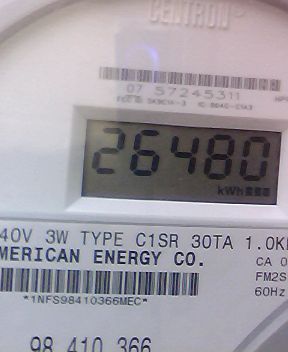 CENTRON
07 57245311
26480
kWh
40V 3W TYPE C1SR 30TA 1.0K
MERICAN ENERGY CO. CA 0
FM2S
*1NFS98410366MEC* 60Hz
98 410 366